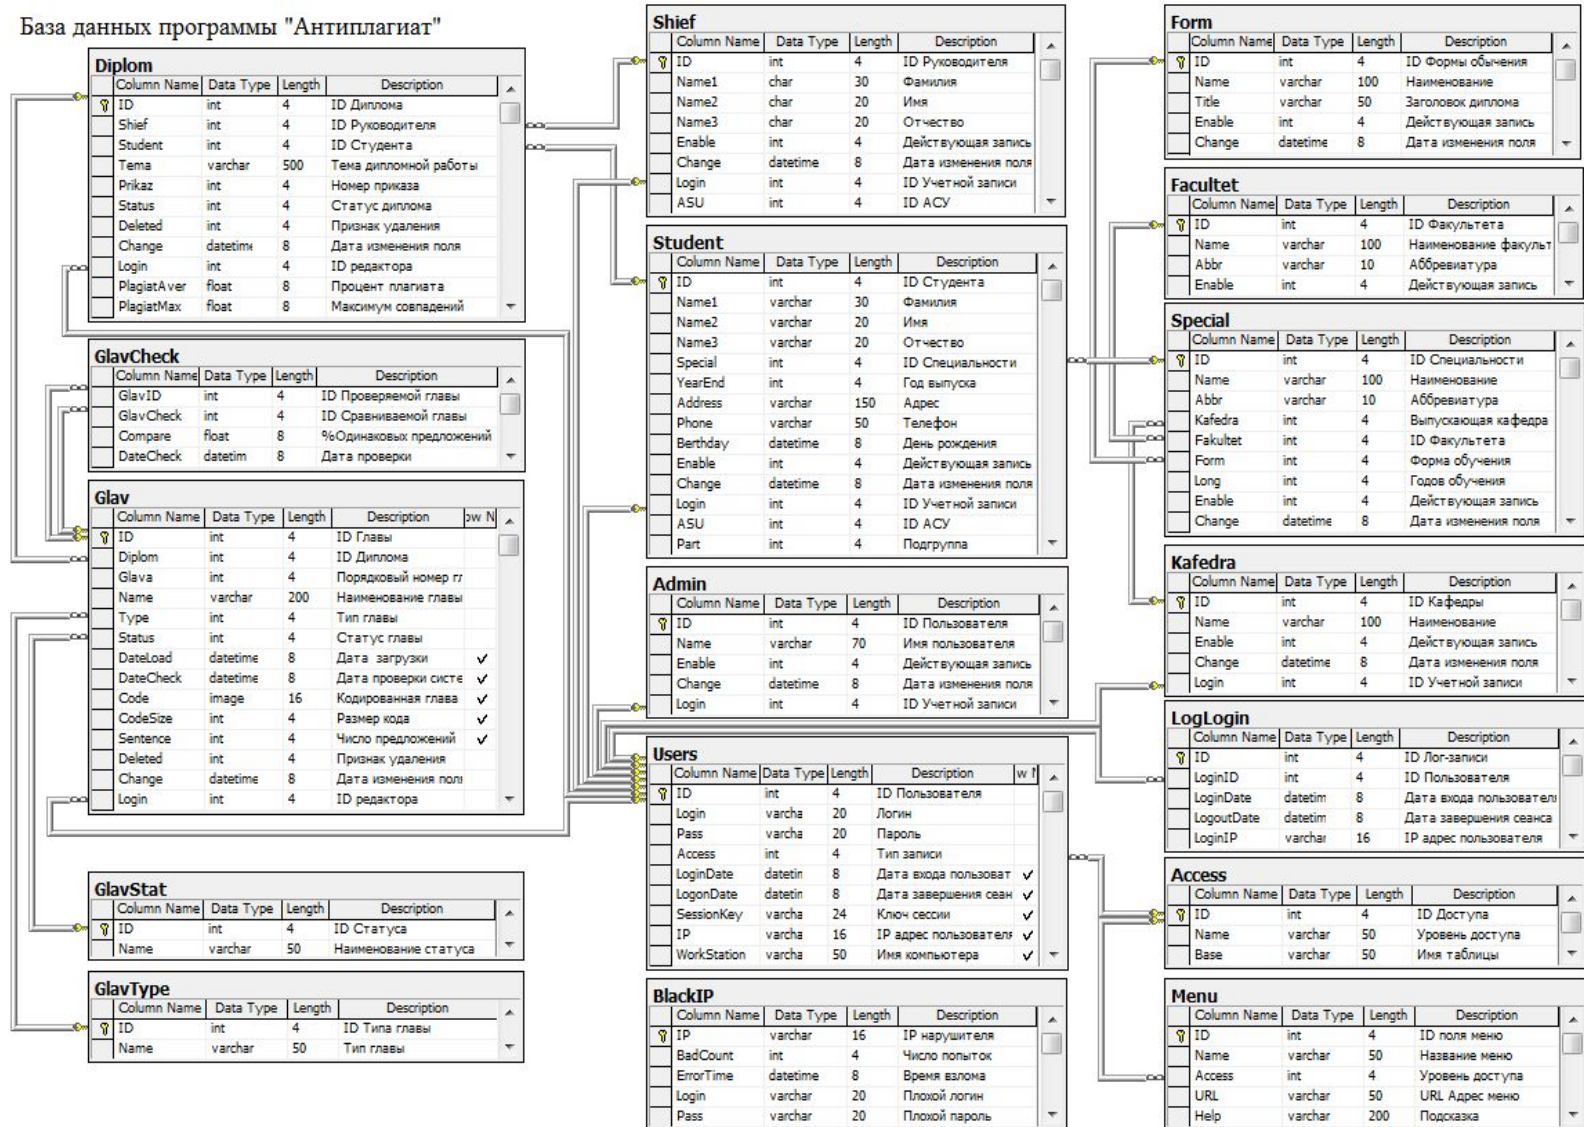 База данных программы "Антиплагиат"
Diplom
Column Name Data Type Length Description
ID int 4 ID Диплома
Shief int 4 ID Руководителя
Student int 4 ID Студента
Tema varchar 500 Тема дипломной работы
Prikaz int 4 Номер приказа
Status int 4 Статус диплома
Deleted int 4 Признак удаления
Change datetime 8 Дата изменения поля
Login int 4 ID редактора
PlagiatAver float 8 Процент плагиата
PlagiatMax float 8 Максимум совпадений
GlavCheck
Column Name Data Type Length Description
GlavID int 4 ID Проверяемой главы
GlavCheck int 4 ID Сравниваемой главы
Compare float 8 %Одинаковых предложений
DateCheck datetim 8 Дата проверки
Glav
Column Name Data Type Length Description ow N
ID int 4 ID Главы
Diplom int 4 ID Диплома
Glava int 4 Порядковый номер гл
Name varchar 200 Наименование главы
Type int 4 Тип главы
Status int 4 Статус главы
DateLoad datetime 8 Дата загрузки
DateCheck datetime 8 Дата проверки систе
Code image 16 Кодированная глава
CodeSize int 4 Размер кода
Sentence int 4 Число предложений
Deleted int 4 Признак удаления
Change datetime 8 Дата изменения поля
Login int 4 ID редактора
GlavStat
Column Name Data Type Length Description
ID int 4 ID Статуса
Name varchar 50 Наименование статуса
GlavType
Column Name Data Type Length Description
ID int 4 ID Типа главы
Name varchar 50 Тип главы
Shief
Column Name Data Type Length Description
ID int 4 ID Руководителя
Name1 char 30 Фамилия
Name2 char 20 Имя
Name3 char 20 Отчество
Enable int 4 Действующая запись
Change datetime 8 Дата изменения поля
Login int 4 ID Учетной записи
ASU int 4 ID АСУ
Student
Column Name Data Type Length Description
ID int 4 ID Студента
Name1 varchar 30 Фамилия
Name2 varchar 20 Имя
Name3 varchar 20 Отчество
Special int 4 ID Специальности
YearEnd int 4 Год выпуска
Address varchar 150 Адрес
Phone varchar 50 Телефон
Berthday datetime 8 День рождения
Enable int 4 Действующая запись
Change datetime 8 Дата изменения поля
Login int 4 ID Учетной записи
ASU int 4 ID АСУ
Part int 4 Подгруппа
Admin
Column Name Data Type Length Description
ID int 4 ID Пользователя
Name varchar 70 Имя пользователя
Enable int 4 Действующая запись
Change datetime 8 Дата изменения поля
Login int 4 ID Учетной записи
Users
Column Name Data Type Length Description w N
ID int 4 ID Пользователя
Login varcha 20 Логин
Pass varcha 20 Пароль
Access int 4 Тип записи
LoginDate datetin 8 Дата входа пользоват
LogonDate datetin 8 Дата завершения сеан
SessionKey varcha 24 Ключ сессии
IP varcha 16 IP адрес пользователя
WorkStation varcha 50 Имя компьютера
BlackIP
Column Name Data Type Length Description
IP varchar 16 IP нарушителя
BadCount int 4 Число попыток
ErrorTime datetime 8 Время взлома
Login varchar 20 Плохой логин
Pass varchar 20 Плохой пароль
Form
Column Name Data Type Length Description
ID int 4 ID Формы обычения
Name varchar 100 Наименование
Title varchar 50 Заголовок диплома
Enable int 4 Действующая запись
Change datetime 8 Дата изменения поля
Facultet
Column Name Data Type Length Description
ID int 4 ID Факультета
Name varchar 100 Наименование факульт
Abbr varchar 10 Аббревиатура
Enable int 4 Действующая запись
Special
Column Name Data Type Length Description
ID int 4 ID Специальности
Name varchar 100 Наименование
Abbr varchar 10 Аббревиатура
Kafedra int 4 Выпускающая кафедра
Fakultet int 4 ID Факультета
Form int 4 Форма обучения
Long int 4 Годов обучения
Enable int 4 Действующая запись
Change datetime 8 Дата изменения поля
Kafedra
Column Name Data Type Length Description
ID int 4 ID Кафедры
Name varchar 100 Наименование
Enable int 4 Действующая запись
Change datetime 8 Дата изменения поля
Login int 4 ID Учетной записи
LogLogin
Column Name Data Type Length Description
ID int 4 ID Лог-записи
LoginID int 4 ID Пользователя
LoginDate datetim 8 Дата входа пользовател
LogoutDate datetim 8 Дата завершения сеанса
LoginIP varchar 16 IP адрес пользователя
Access
Column Name Data Type Length Description
ID int 4 ID Доступа
Name varchar 50 Уровень доступа
Base varchar 50 Имя таблицы
Menu
Column Name Data Type Length Description
ID int 4 ID поля меню
Name varchar 50 Название меню
Access int 4 Уровень доступа
URL varchar 50 URL Адрес меню
Help varchar 200 Подсказка